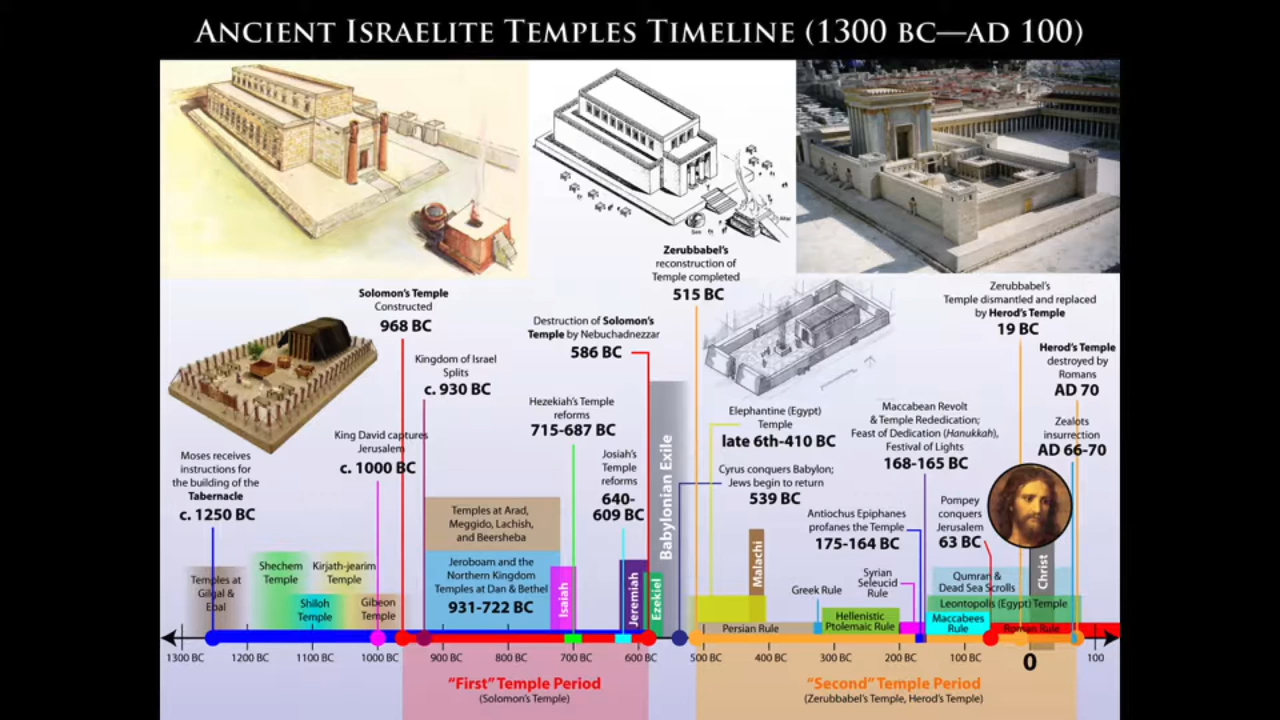 ANCIENT ISRAELITE TEMPLES TIMELINE (1300 BC—AD 100)
Zerubbabel's
reconstruction of
Temple completed
515 BC
Solomon's Temple
Constructed
968 BC
Kingdom of Israel
Splits
c. 930 BC
Destruction of Solomon's
Temple by Nebuchadnezzar
586 BC
Zerubbabel's
Temple dismantled and replaced
by Herod's Temple
19 BC
Herod's Temple
destroyed by
Romans
AD 70
Zealots
insurrection
AD 66-70
Moses receives
instructions for
the building of the
Tabernacle
c. 1250 BC
King David captures
Jerusalem
c. 1000 BC
Hezekiah's Temple
reforms
715-687 BC
Josiah's
Temple
reforms
640-
609 BC
Babylonian Exile
Elephantine (Egypt)
Temple
late 6th-410 BC
Cyrus conquers Babylon;
Jews begin to return
539 BC
Maccabean Revolt
& Temple Rededication;
Feast of Dedication (Hanukkah),
Festival of Lights
168-165 BC
Antiochus Epiphanes
profanes the Temple
175-164 BC
Pompey
conquers
Jerusalem
63 BC
Temples at
Gilgal &
Ebal
Shechem
Temple
Shiloh
Temple
Kirjath-jearim
Temple
Gibeon
Temple
Temples at Arad,
Meggido, Lachish,
and Beersheba
Jeroboam and the
Northern Kingdom
Temples at Dan & Bethel
931-722 BC
Isaiah
Jeremiah
Ezekiel
Malachi
Persian Rule
Greek Rule
Hellenistic
Ptolemaic Rule
Syrian
Seleucid
Rule
Qumran &
Dead Sea Scrolls
Leontopolis (Egypt) Temple
Maccabees
Rule
Roman Rule
Christ
1300 BC 1200 BC 1100 BC 1000 BC 900 BC 800 BC 700 BC 600 BC 500 BC 400 BC 300 BC 200 BC 100 BC 0 100
"First" Temple Period
(Solomon's Temple)
"Second" Temple Period
(Zerubbabel's Temple, Herod's Temple)